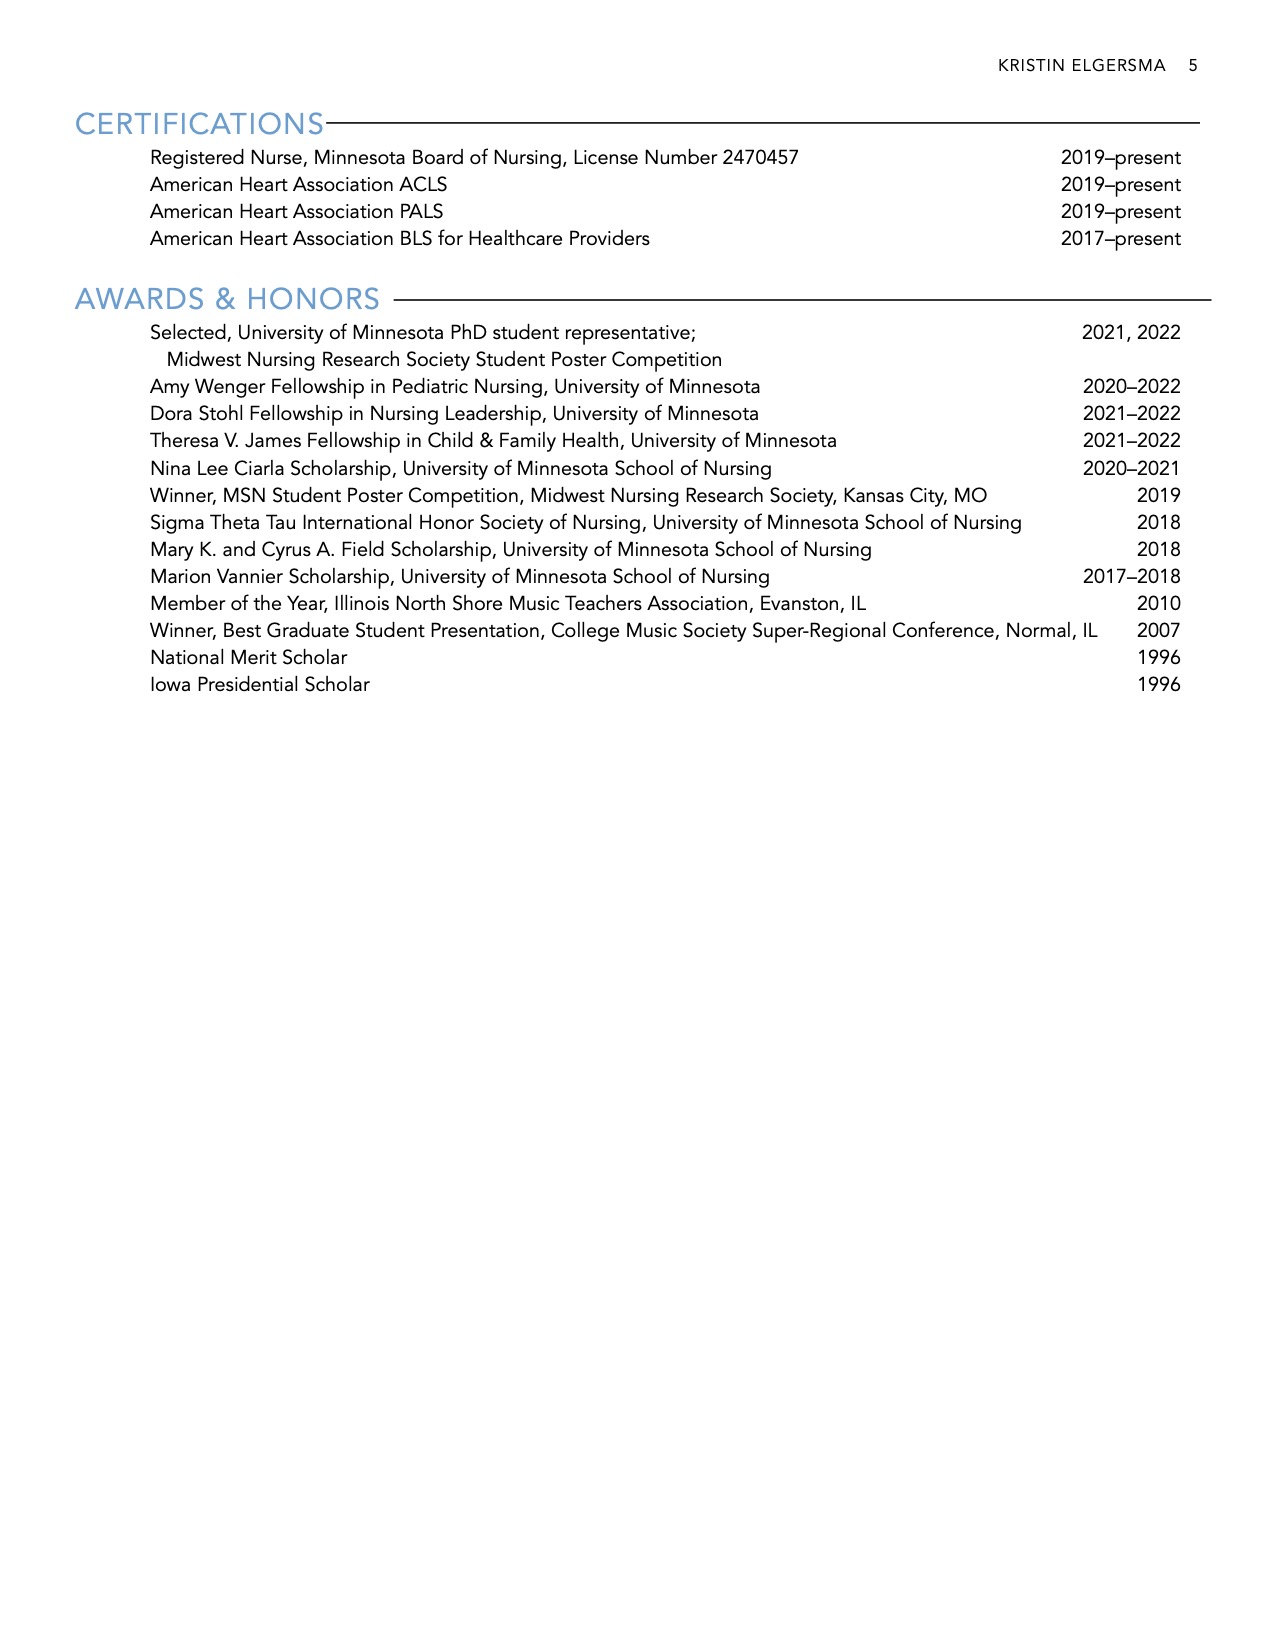 KRISTIN ELGERSMA 5
CERTIFICATIONS
Registered Nurse, Minnesota Board of Nursing, License Number 2470457 2019–present
American Heart Association ACLS 2019–present
American Heart Association PALS 2019–present
American Heart Association BLS for Healthcare Providers 2017–present
AWARDS & HONORS
Selected, University of Minnesota PhD student representative; 2021, 2022
Midwest Nursing Research Society Student Poster Competition
Amy Wenger Fellowship in Pediatric Nursing, University of Minnesota 2020–2022
Dora Stohl Fellowship in Nursing Leadership, University of Minnesota 2021–2022
Theresa V. James Fellowship in Child & Family Health, University of Minnesota 2021–2022
Nina Lee Ciarla Scholarship, University of Minnesota School of Nursing 2020–2021
Winner, MSN Student Poster Competition, Midwest Nursing Research Society, Kansas City, MO 2019
Sigma Theta Tau International Honor Society of Nursing, University of Minnesota School of Nursing 2018
Mary K. and Cyrus A. Field Scholarship, University of Minnesota School of Nursing 2018
Marion Vannier Scholarship, University of Minnesota School of Nursing 2017–2018
Member of the Year, Illinois North Shore Music Teachers Association, Evanston, IL 2010
Winner, Best Graduate Student Presentation, College Music Society Super-Regional Conference, Normal, IL 2007
National Merit Scholar 1996
Iowa Presidential Scholar 1996